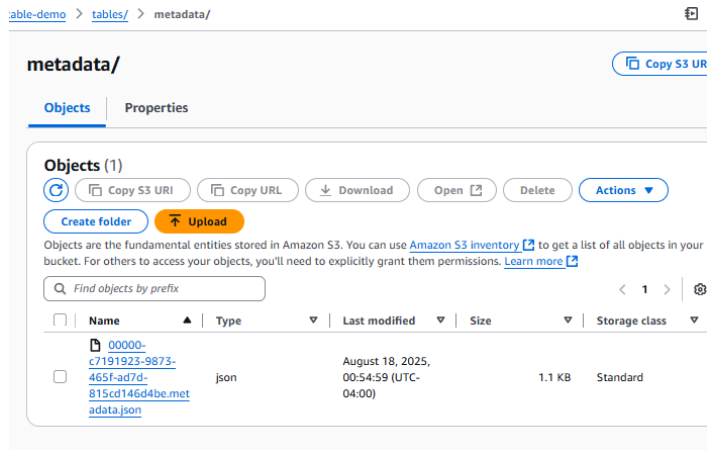 table-demo > tables/ > metadata/
metadata/
Copy S3 UR
Objects
Properties
Objects (1)
Copy S3 URI
Copy URL
Download
Open
Delete
Actions
Create folder
Upload
Objects are the fundamental entities stored in Amazon S3. You can use Amazon S3 inventory to get a list of all objects in your
bucket. For others to access your objects, you'll need to explicitly grant them permissions. Learn more
Find objects by prefix
1
Name
Type
Last modified
Size
Storage class
00000-
c7191923-9873-
465f-ad7d-
815cd146d4be.met
adata.json
json
August 18, 2025,
00:54:59 (UTC-
04:00)
1.1 KB
Standard